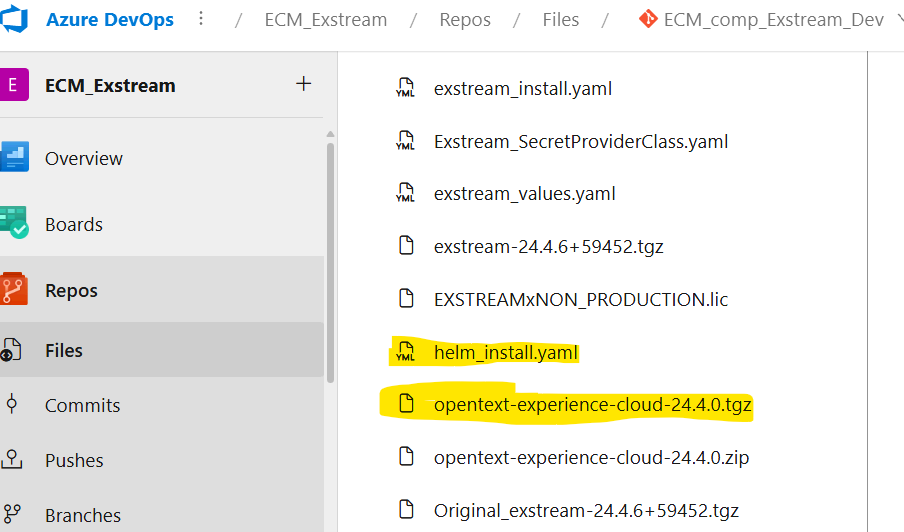 Azure DevOps / ECM_Exstream / Repos / Files / ECM_comp_Exstream_Dev
E ECM_Exstream +
Overview
Boards
Repos
Files
Commits
Pushes
Branches
YML exstream_install.yaml
YML Exstream_SecretProviderClass.yaml
YML exstream_values.yaml
exstream-24.4.6+59452.tgz
EXSTREAMxNON_PRODUCTION.lic
YML helm_install.yaml
opentext-experience-cloud-24.4.0.tgz
opentext-experience-cloud-24.4.0.zip
Original_exstream-24.4.6+59452.tgz